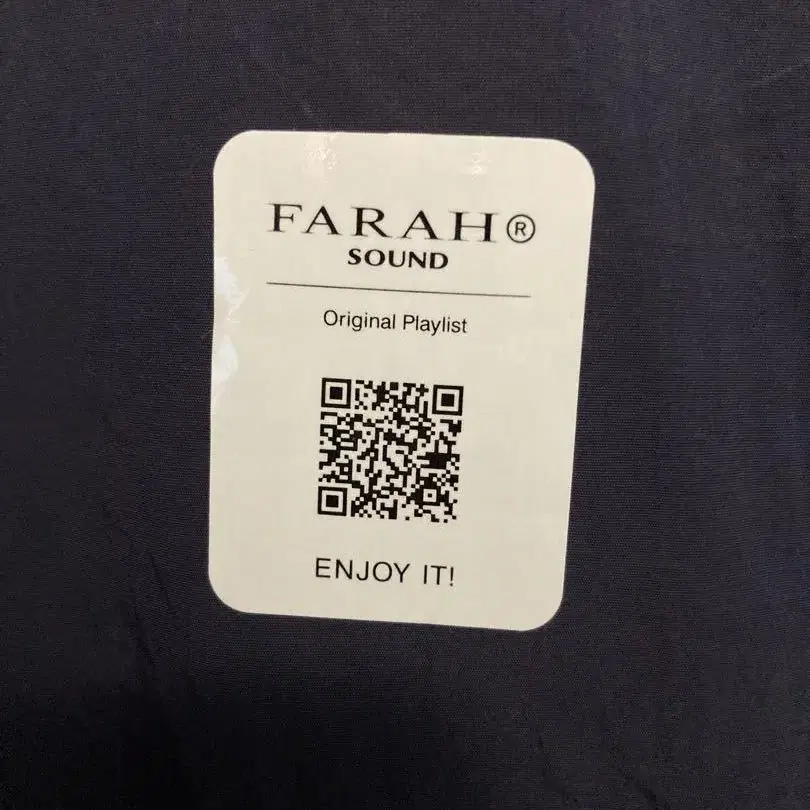 FARAH®
SOUND
Original Playlist
ENJOY IT!